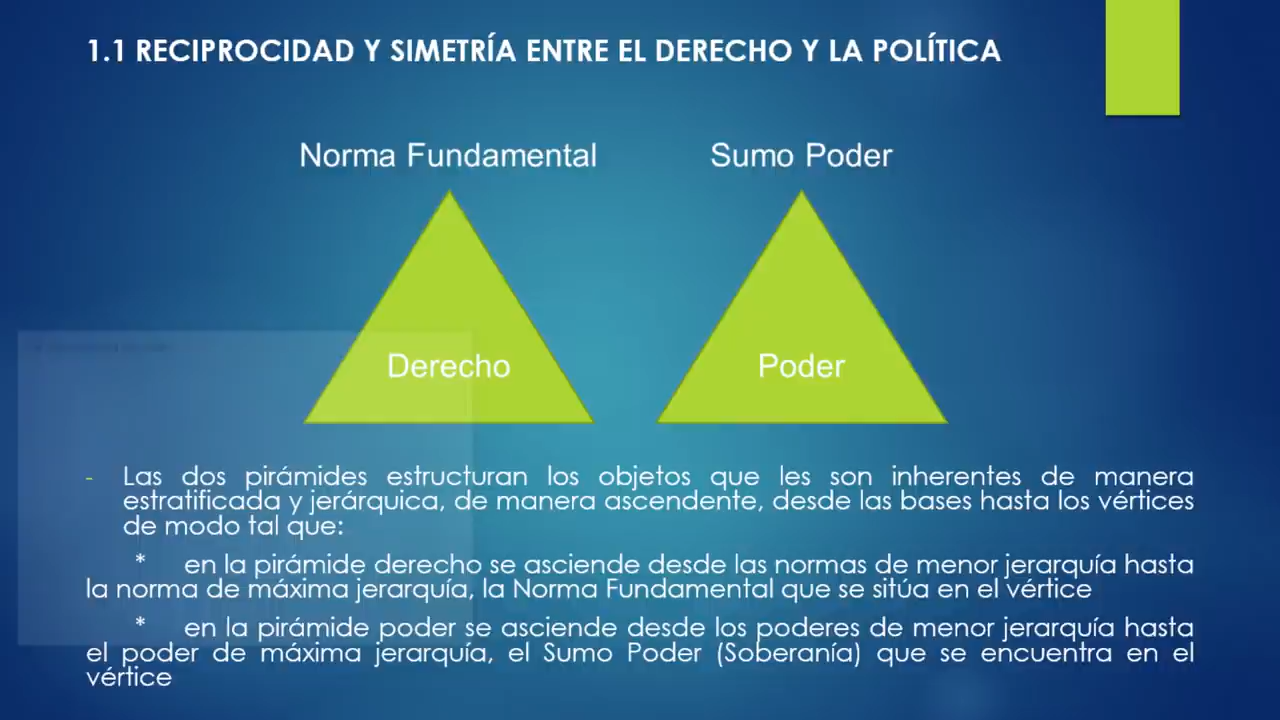 1.1 RECIPROCIDAD Y SIMETRÍA ENTRE EL DERECHO Y LA POLÍTICA
Norma Fundamental
Sumo Poder
Derecho
Poder
- Las dos pirámides estructuran los objetos que les son inherentes de manera
estratificada y jerárquica, de manera ascendente, desde las bases hasta los vértices
de modo tal que:
* en la pirámide derecho se asciende desde las normas de menor jerarquía hasta
la norma de máxima jerarquía, la Norma Fundamental que se sitúa en el vértice
* en la pirámide poder se asciende desde los poderes de menor jerarquía hasta
el poder de máxima jerarquía, el Sumo Poder (Soberanía) que se encuentra en el
vértice